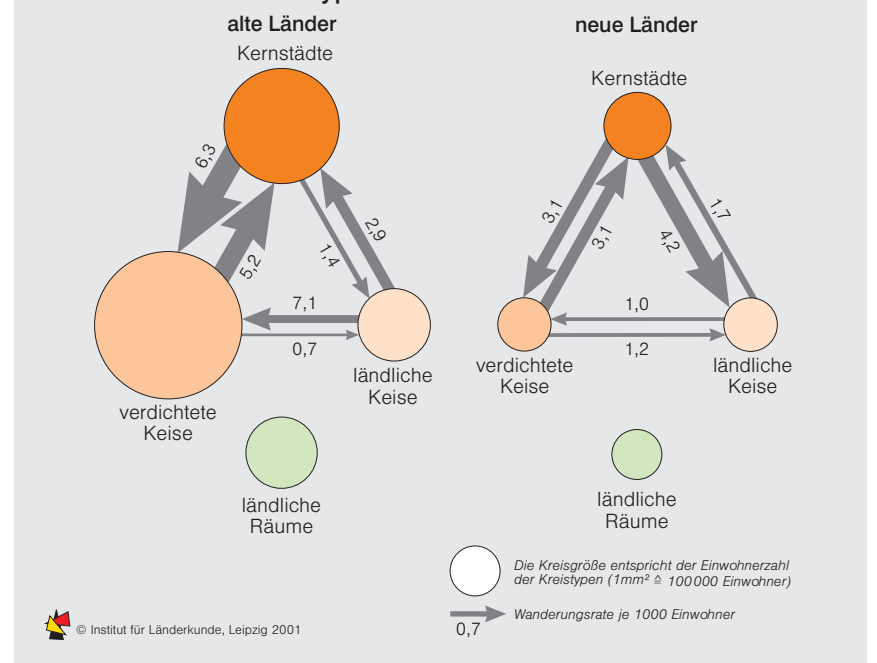 alte Länder
neue Länder
Kernstädte
Kernstädte
6,3
5,2
1,4
2,9
7,1
0,7
3,1
3,1
4,2
1,7
1,0
1,2
verdichtete
Keise
ländliche
Keise
verdichtete
Keise
ländliche
Keise
ländliche
Räume
ländliche
Räume
Die Kreisgröße entspricht der Einwohnerzahl
der Kreistypen (1mm² ≙ 100000 Einwohner)
0,7
Wanderungsrate je 1000 Einwohner
© Institut für Länderkunde, Leipzig 2001